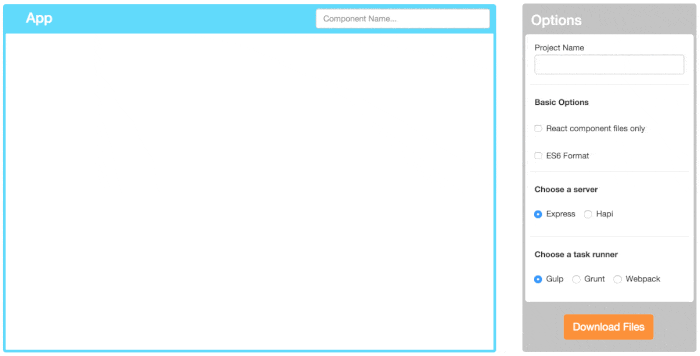 App
Component Name...
Options
Project Name
Basic Options
React component files only
ES6 Format
Choose a server
Express Hapi
Choose a task runner
Gulp Grunt Webpack
Download Files